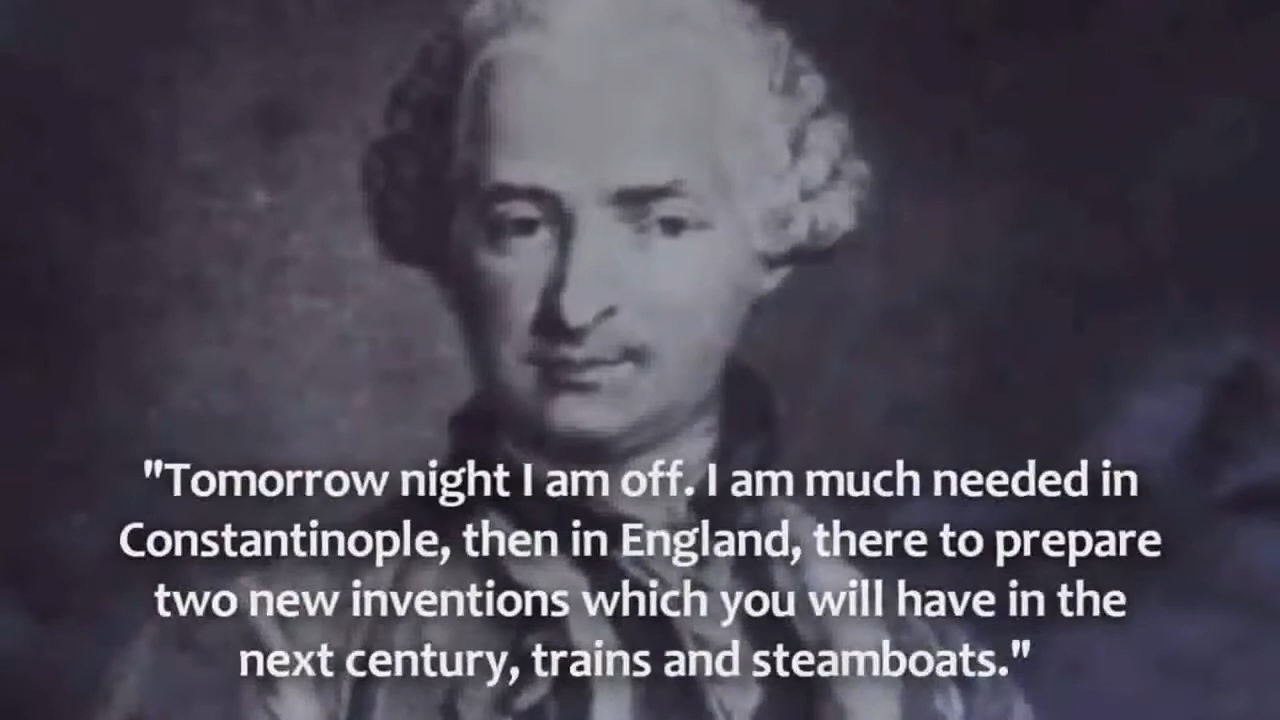 "Tomorrow night I am off. I am much needed in
Constantinople, then in England, there to prepare
two new inventions which you will have in the
next century, trains and steamboats."